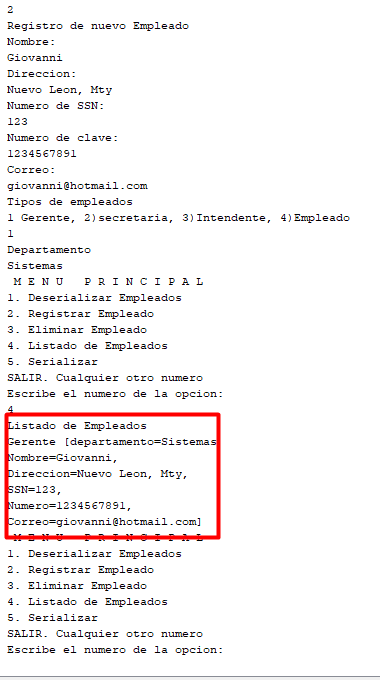 2
Registro de nuevo Empleado
Nombre:
Giovanni
Direccion:
Nuevo Leon, Mty
Numero de SSN:
123
Numero de clave:
1234567891
Correo:
giovanni@hotmail.com
Tipos de empleados
1 Gerente, 2)secretaria, 3)Intendente, 4)Empleado
1
Departamento
Sistemas
M E N U   P R I N C I P A L
1. Deserializar Empleados
2. Registrar Empleado
3. Eliminar Empleado
4. Listado de Empleados
5. Serializar
SALIR. Cualquier otro numero
Escribe el numero de la opcion:
4
Listado de Empleados
Gerente [departamento=Sistemas
Nombre=Giovanni,
Direccion=Nuevo Leon, Mty,
SSN=123,
Numero=1234567891,
Correo=giovanni@hotmail.com]
M E N U   P R I N C I P A L
1. Deserializar Empleados
2. Registrar Empleado
3. Eliminar Empleado
4. Listado de Empleados
5. Serializar
SALIR. Cualquier otro numero
Escribe el numero de la opcion: